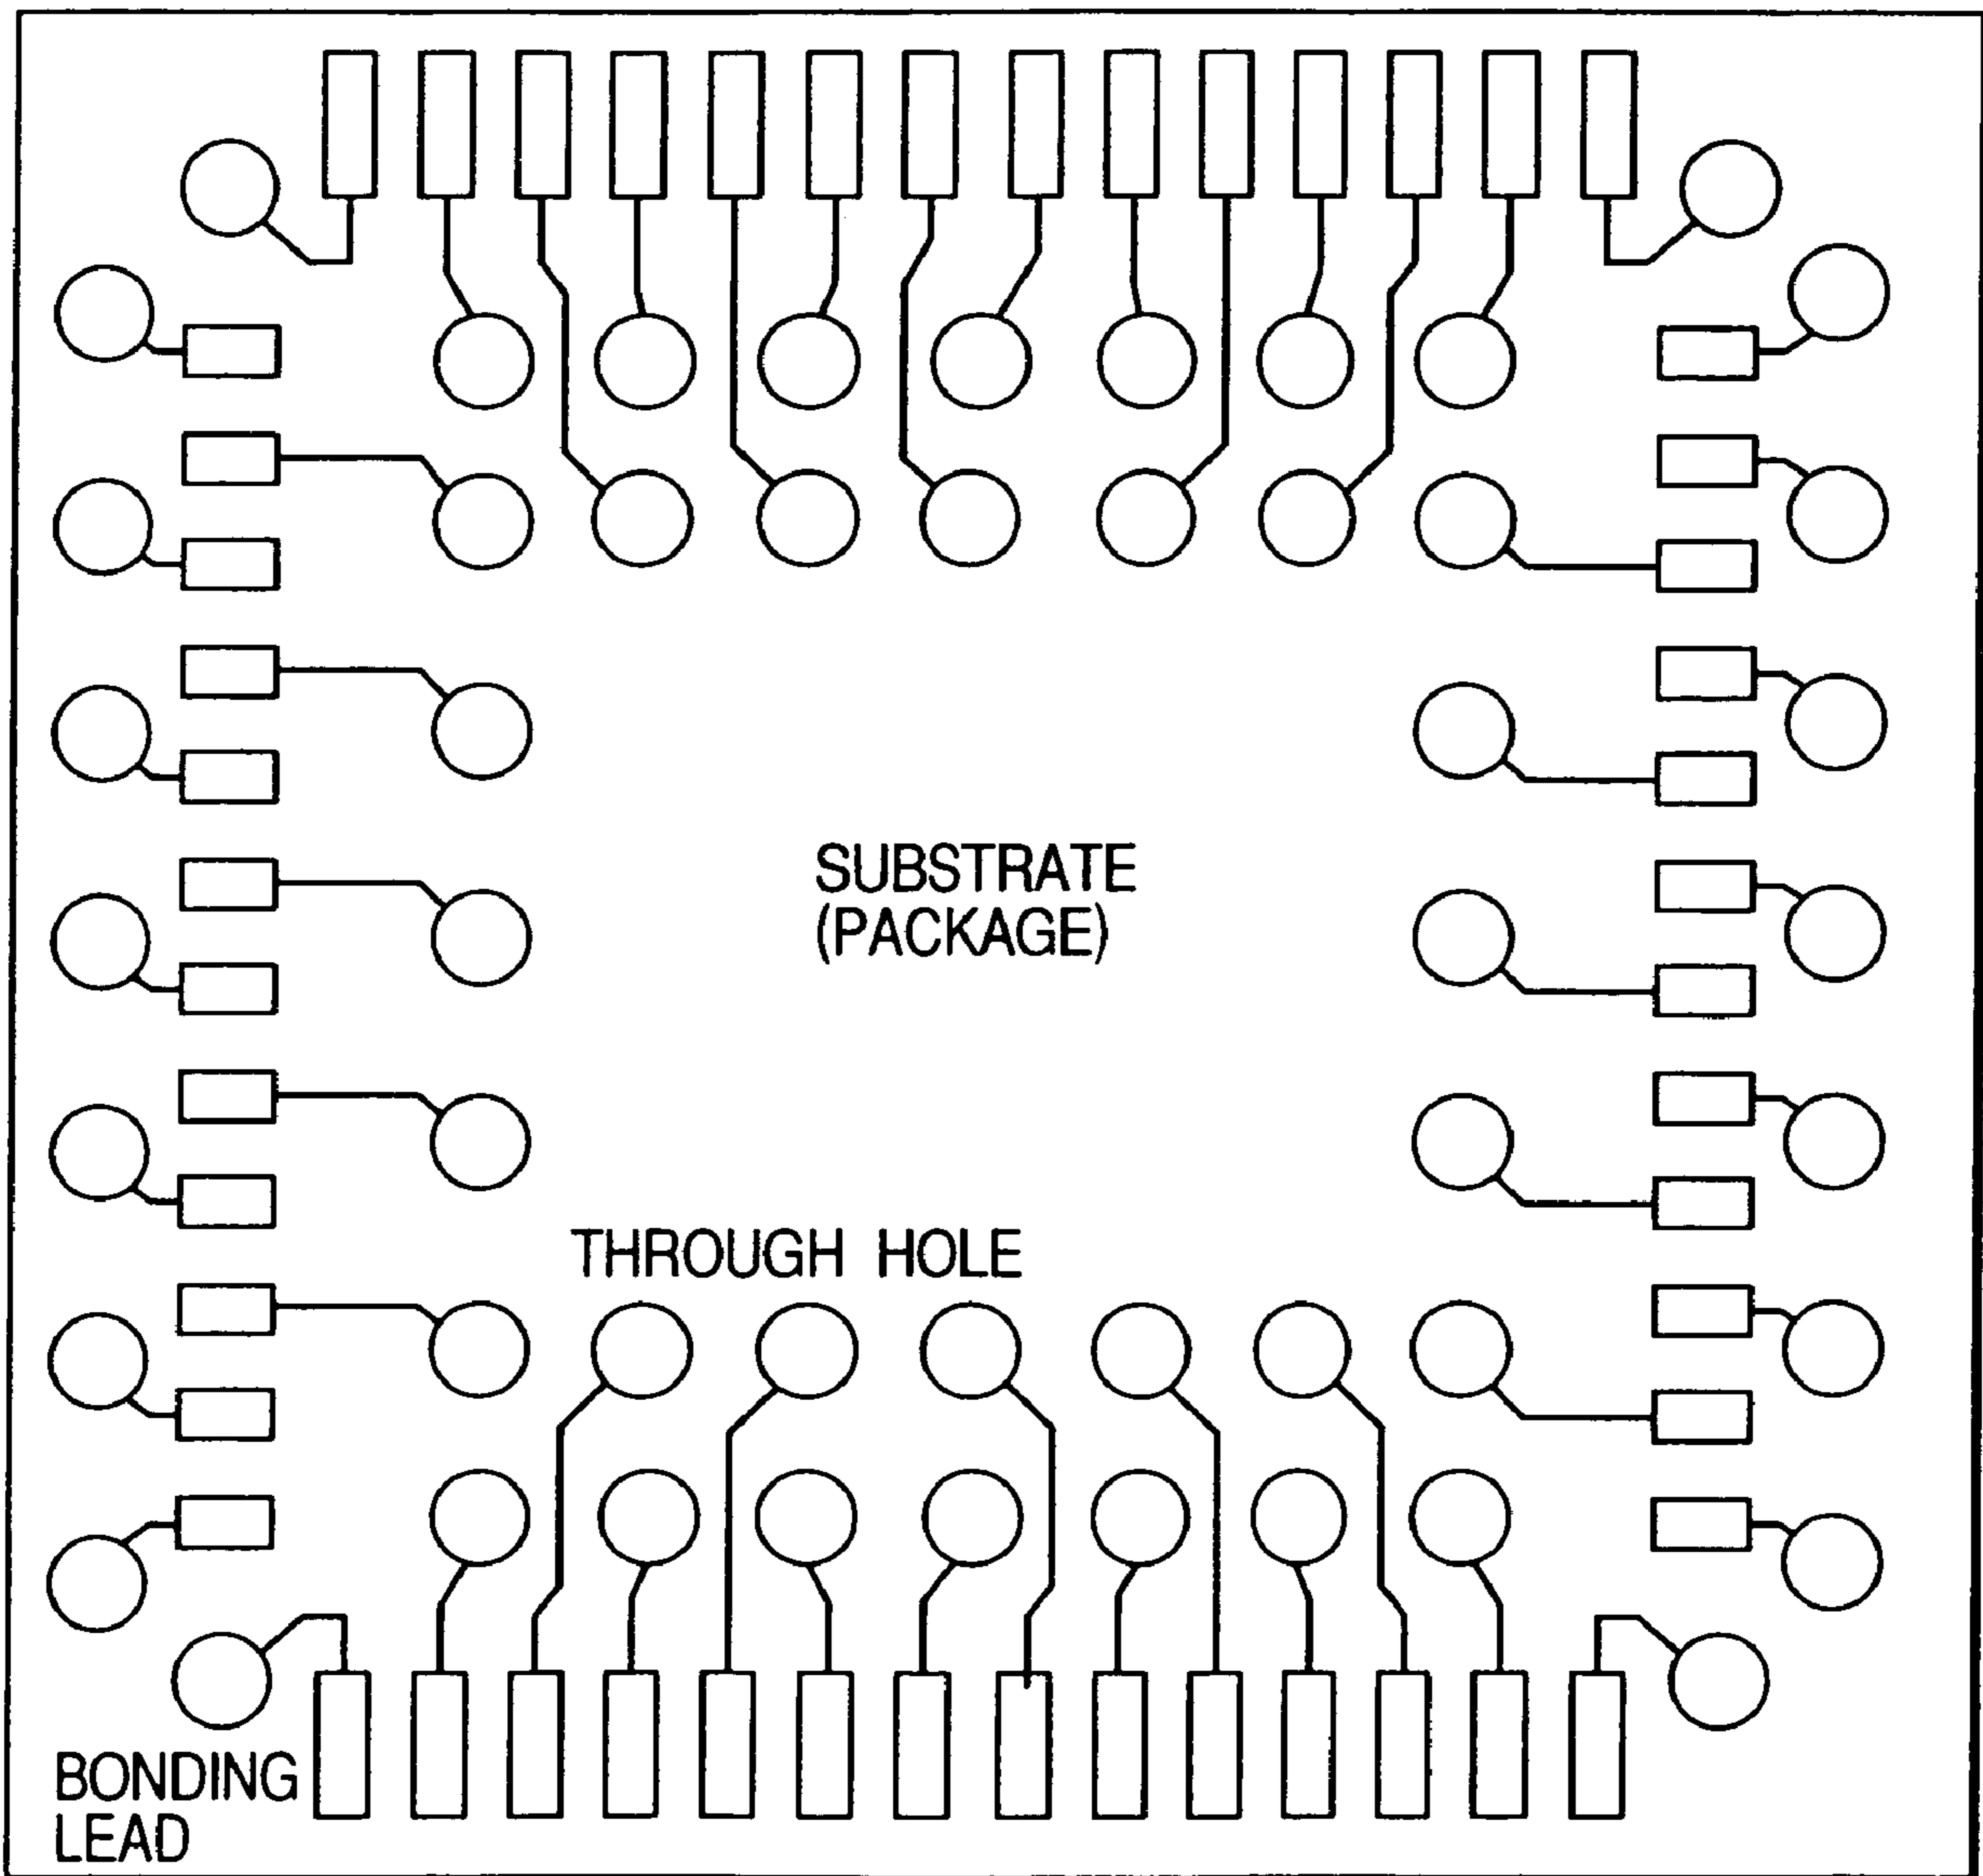 SUBSTRATE
(PACKAGE)
THROUGH HOLE
BONDING
LEAD